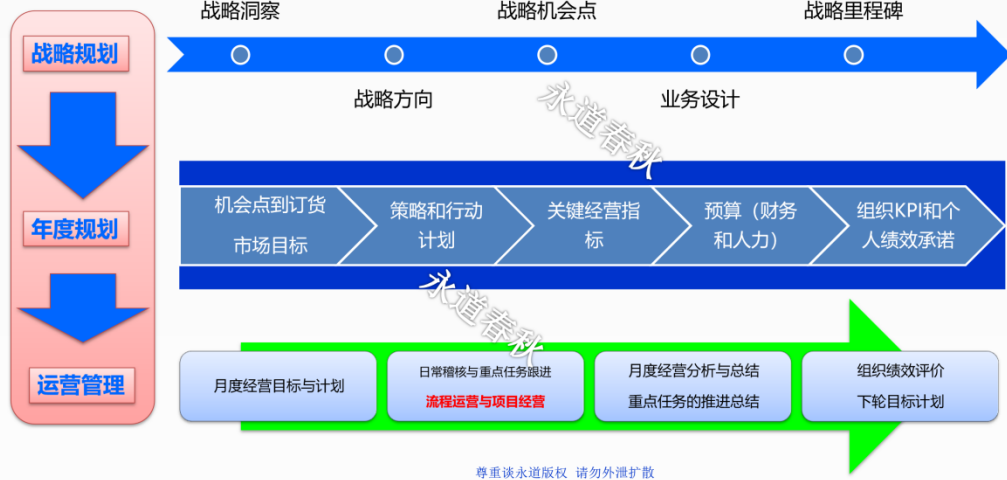 战略洞察
战略机会点
战略里程碑
战略规划
战略方向
业务设计
永道春秋
年度规划
机会点到订货
市场目标
策略和行动
计划
关键经营指
标
预算（财务
和人力）
组织KPI和个
人绩效承诺
永道春秋
运营管理
月度经营目标与计划
日常稽核与重点任务跟进
流程运营与项目经营
月度经营分析与总结
重点任务的推进总结
组织绩效评价
下轮目标计划
尊重谈永道版权 请勿外泄扩散